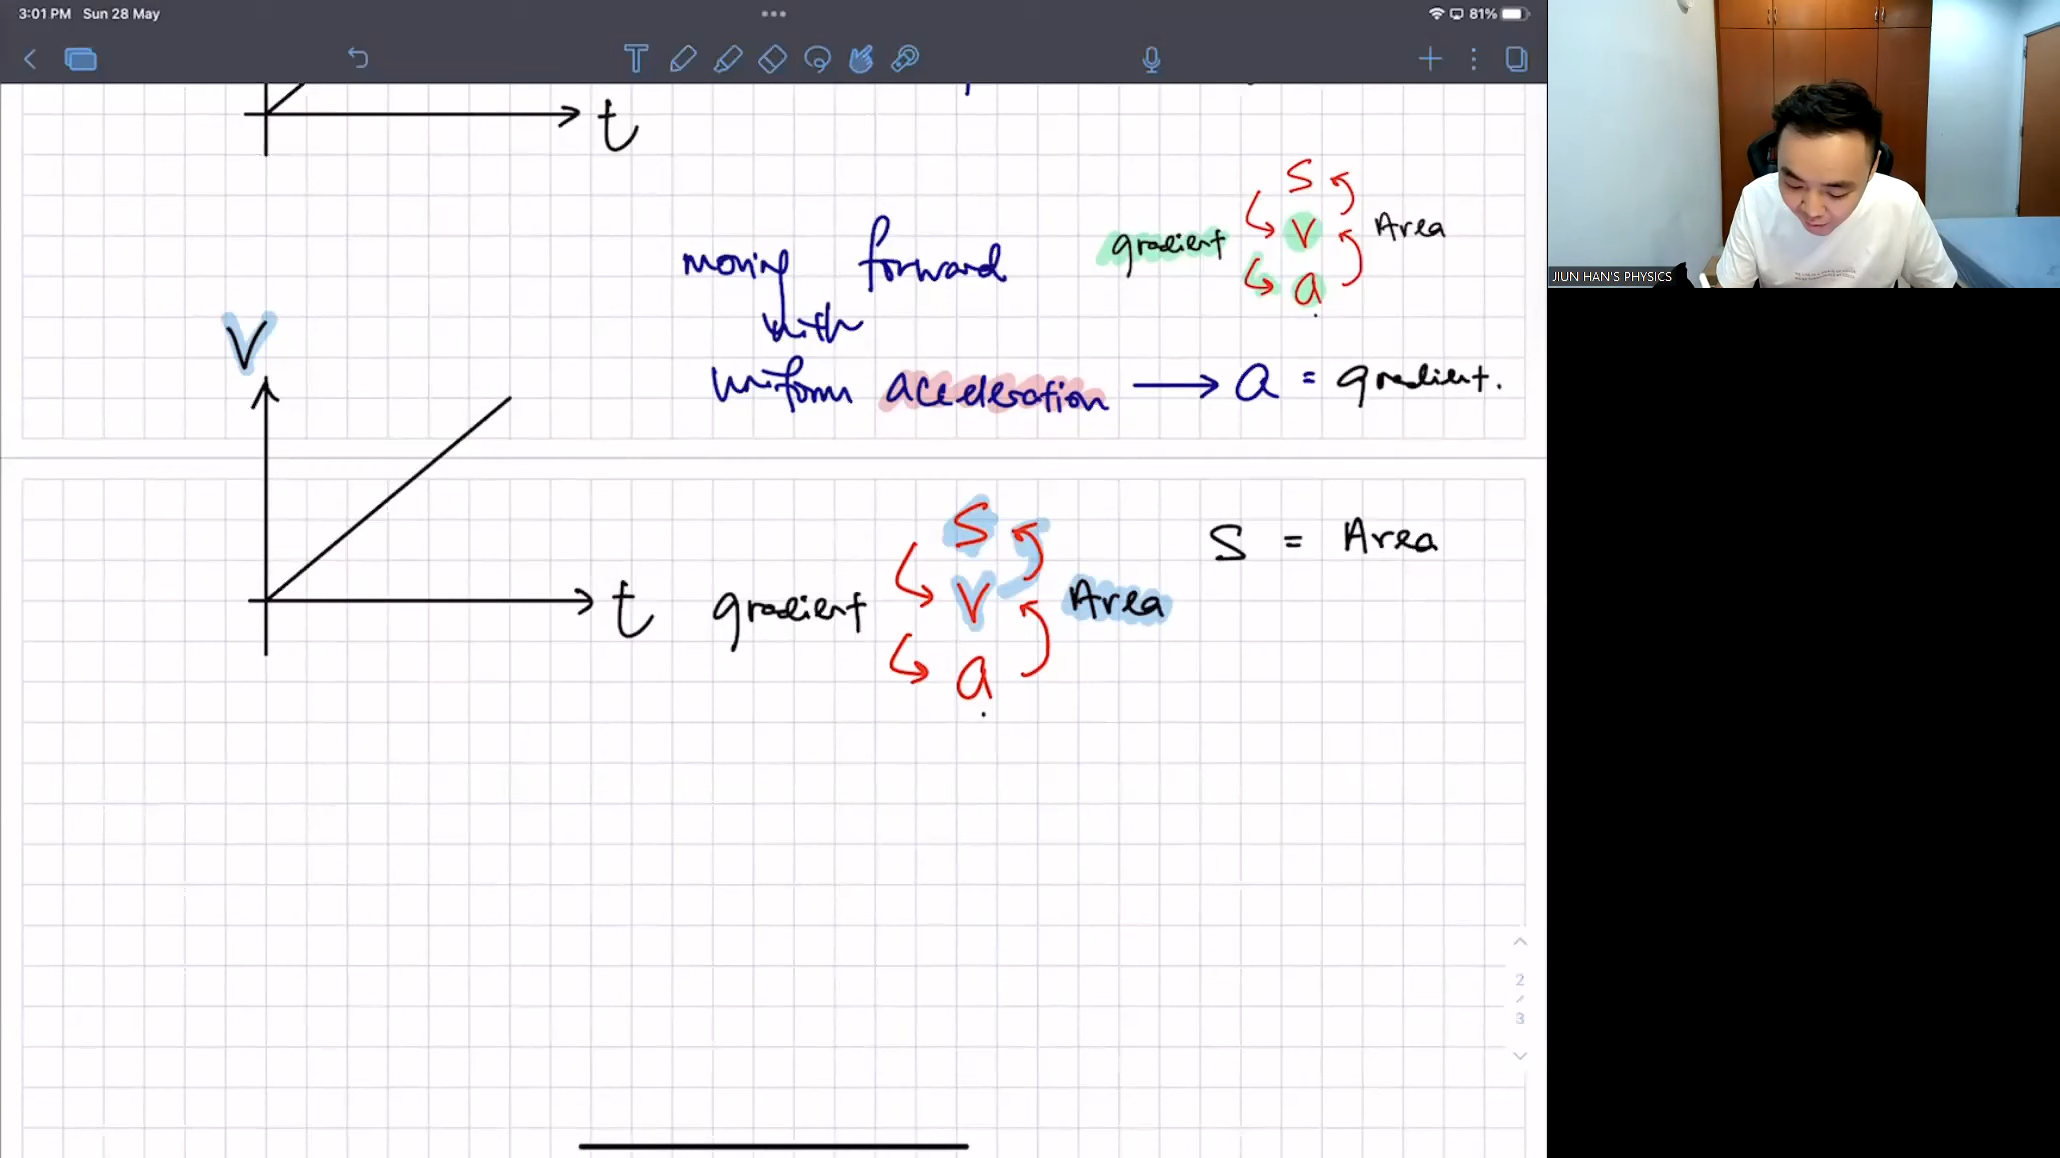 3:01 PM Sun 28 May
81%
t
S
gradient V Area
a
moving forward
with
uniform aceleration → a = gradient.
V
S
S = Area
t gradient V Area
a
JIUN HAN'S PHYSICS
2
3